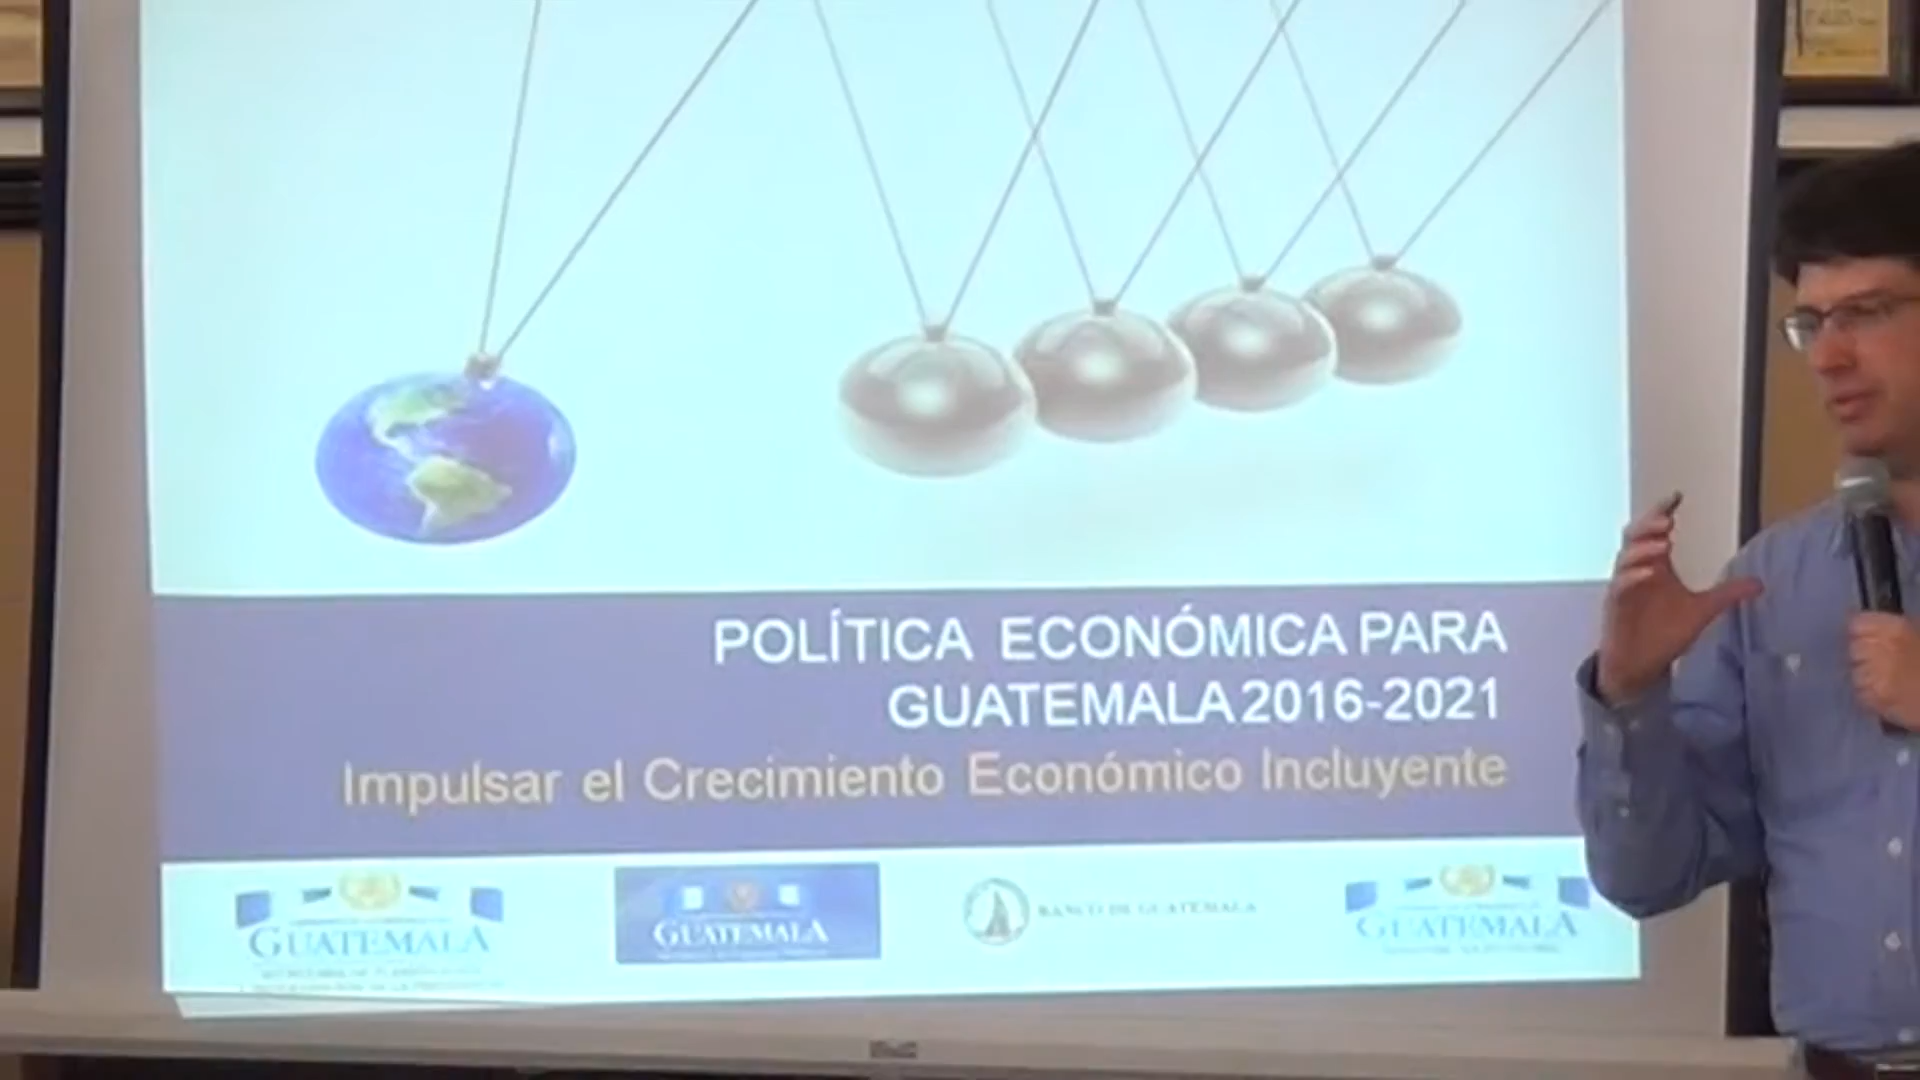 POLÍTICA ECONÓMICA PARA
GUATEMALA 2016-2021
Impulsar el Crecimiento Económico Incluyente
GUATEMALA
GUATEMALA
BANCO DE GUATEMALA
GUATEMALA